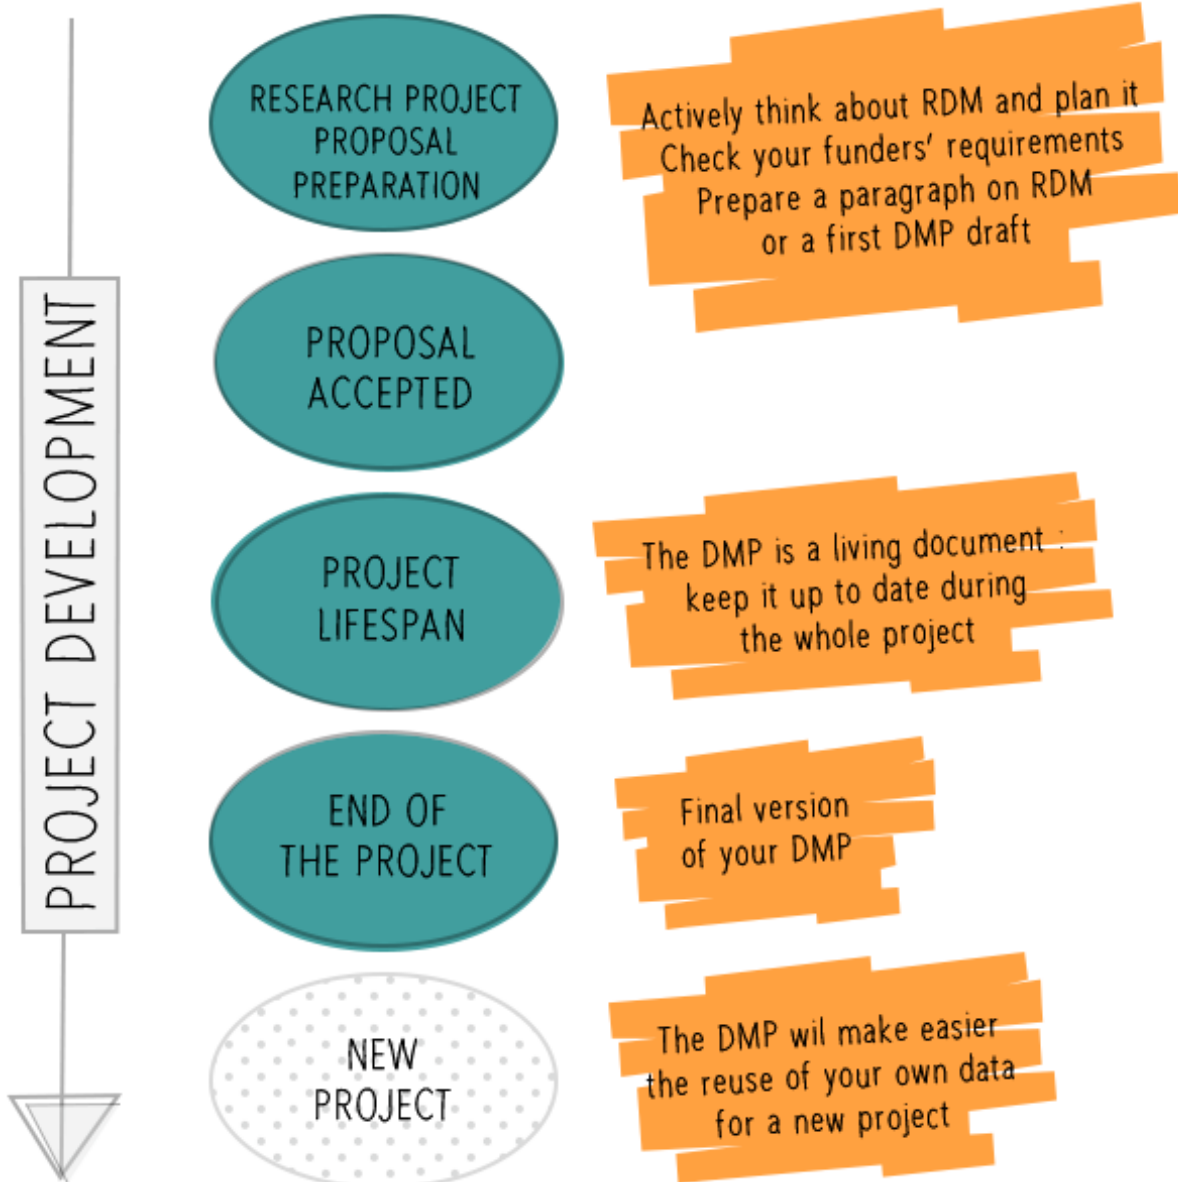 PROJECT DEVELOPMENT
RESEARCH PROJECT
PROPOSAL
PREPARATION
Actively think about RDM and plan it
Check your funders' requirements
Prepare a paragraph on RDM
or a first DMP draft
PROPOSAL
ACCEPTED
PROJECT
LIFESPAN
The DMP is a living document :
keep it up to date during
the whole project
END OF
THE PROJECT
Final version
of your DMP
NEW
PROJECT
The DMP wil make easier
the reuse of your own data
for a new project